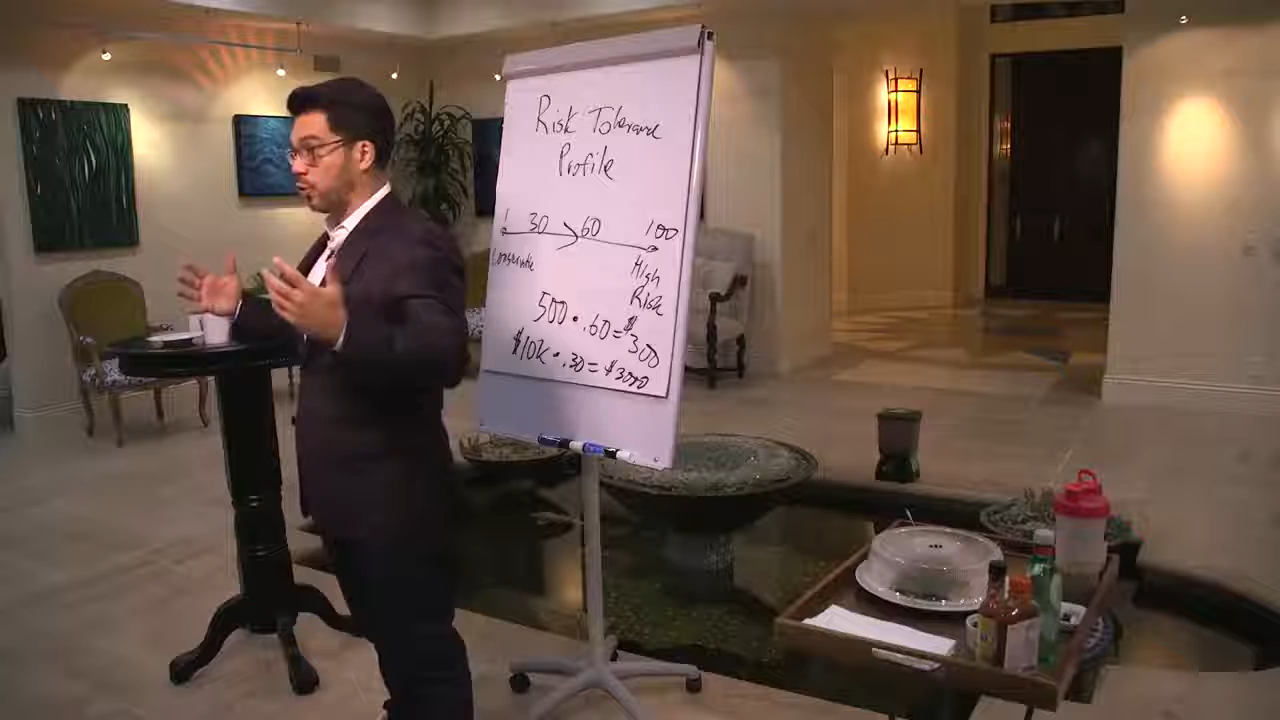 Risk Tolerance
Profile
1 30 > 60 100
Conservative
High
Risk
500 • .60 = $300
$10K • .30 = $3000